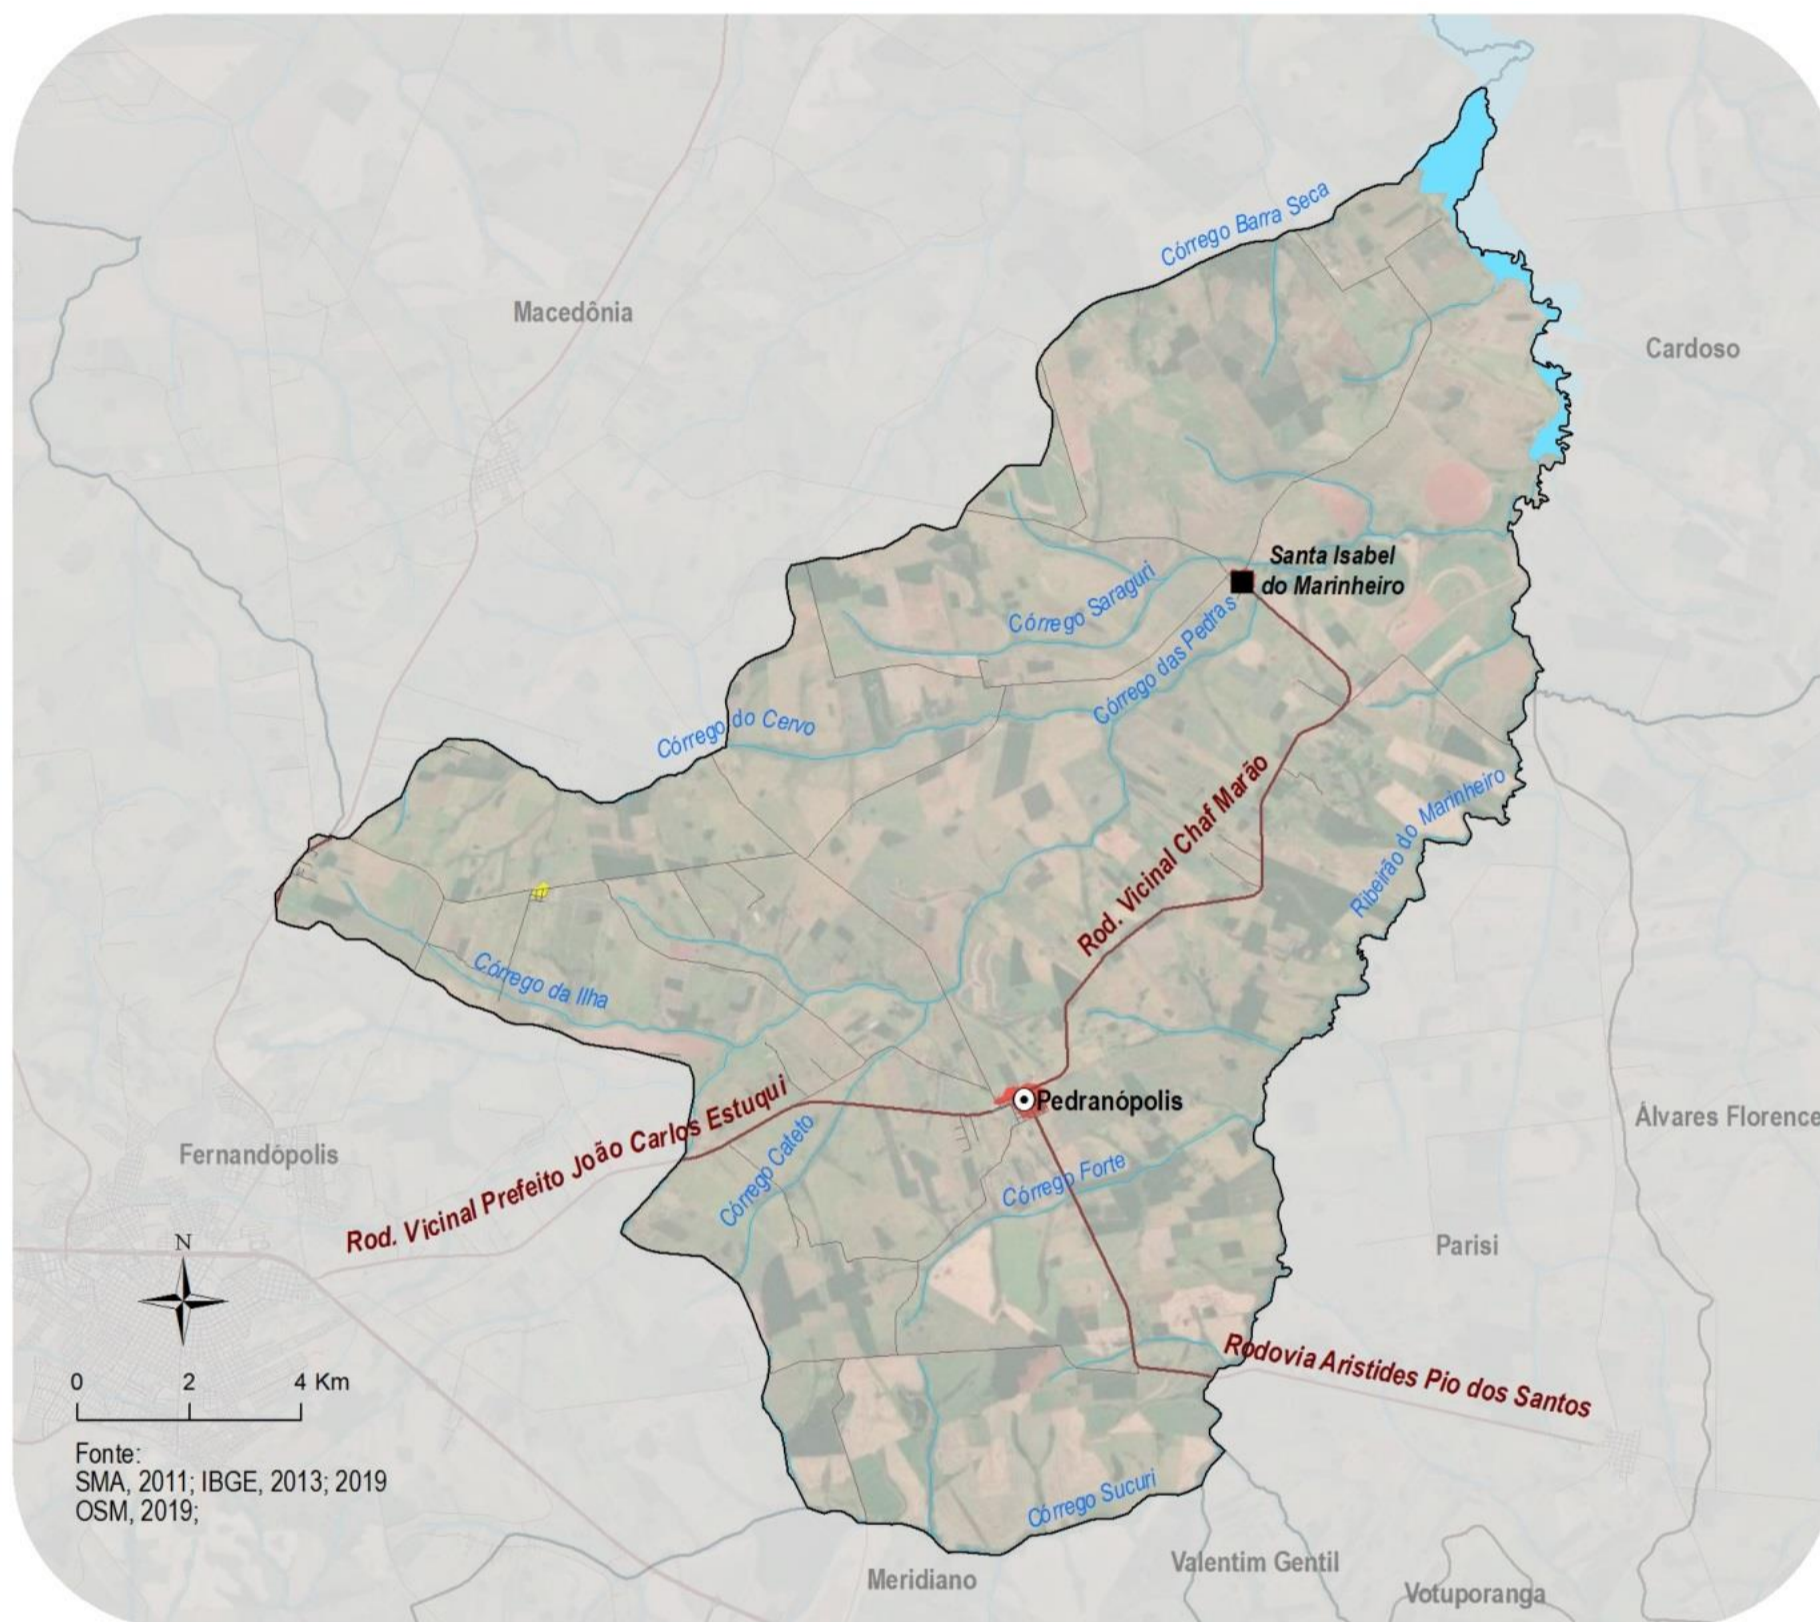 Córrego Barra Seca
Macedônia
Cardoso
Santa Isabel
do Marinheiro
Córrego Saraguri
Córrego das Pedras
Córrego do Cervo
Rod. Vicinal Chaf Marão
Ribeirão do Marinheiro
Córrego da Ilha
Pedranópolis
Rod. Vicinal Prefeito João Carlos Estuqui
Córrego Cateto
Córrego Forte
Álvares Florence
Fernandópolis
Parisi
N
Rodovia Aristides Pio dos Santos
0 2 4 Km
Fonte:
SMA, 2011; IBGE, 2013; 2019
OSM, 2019;
Córrego Sucuri
Meridiano
Valentim Gentil
Votuporanga